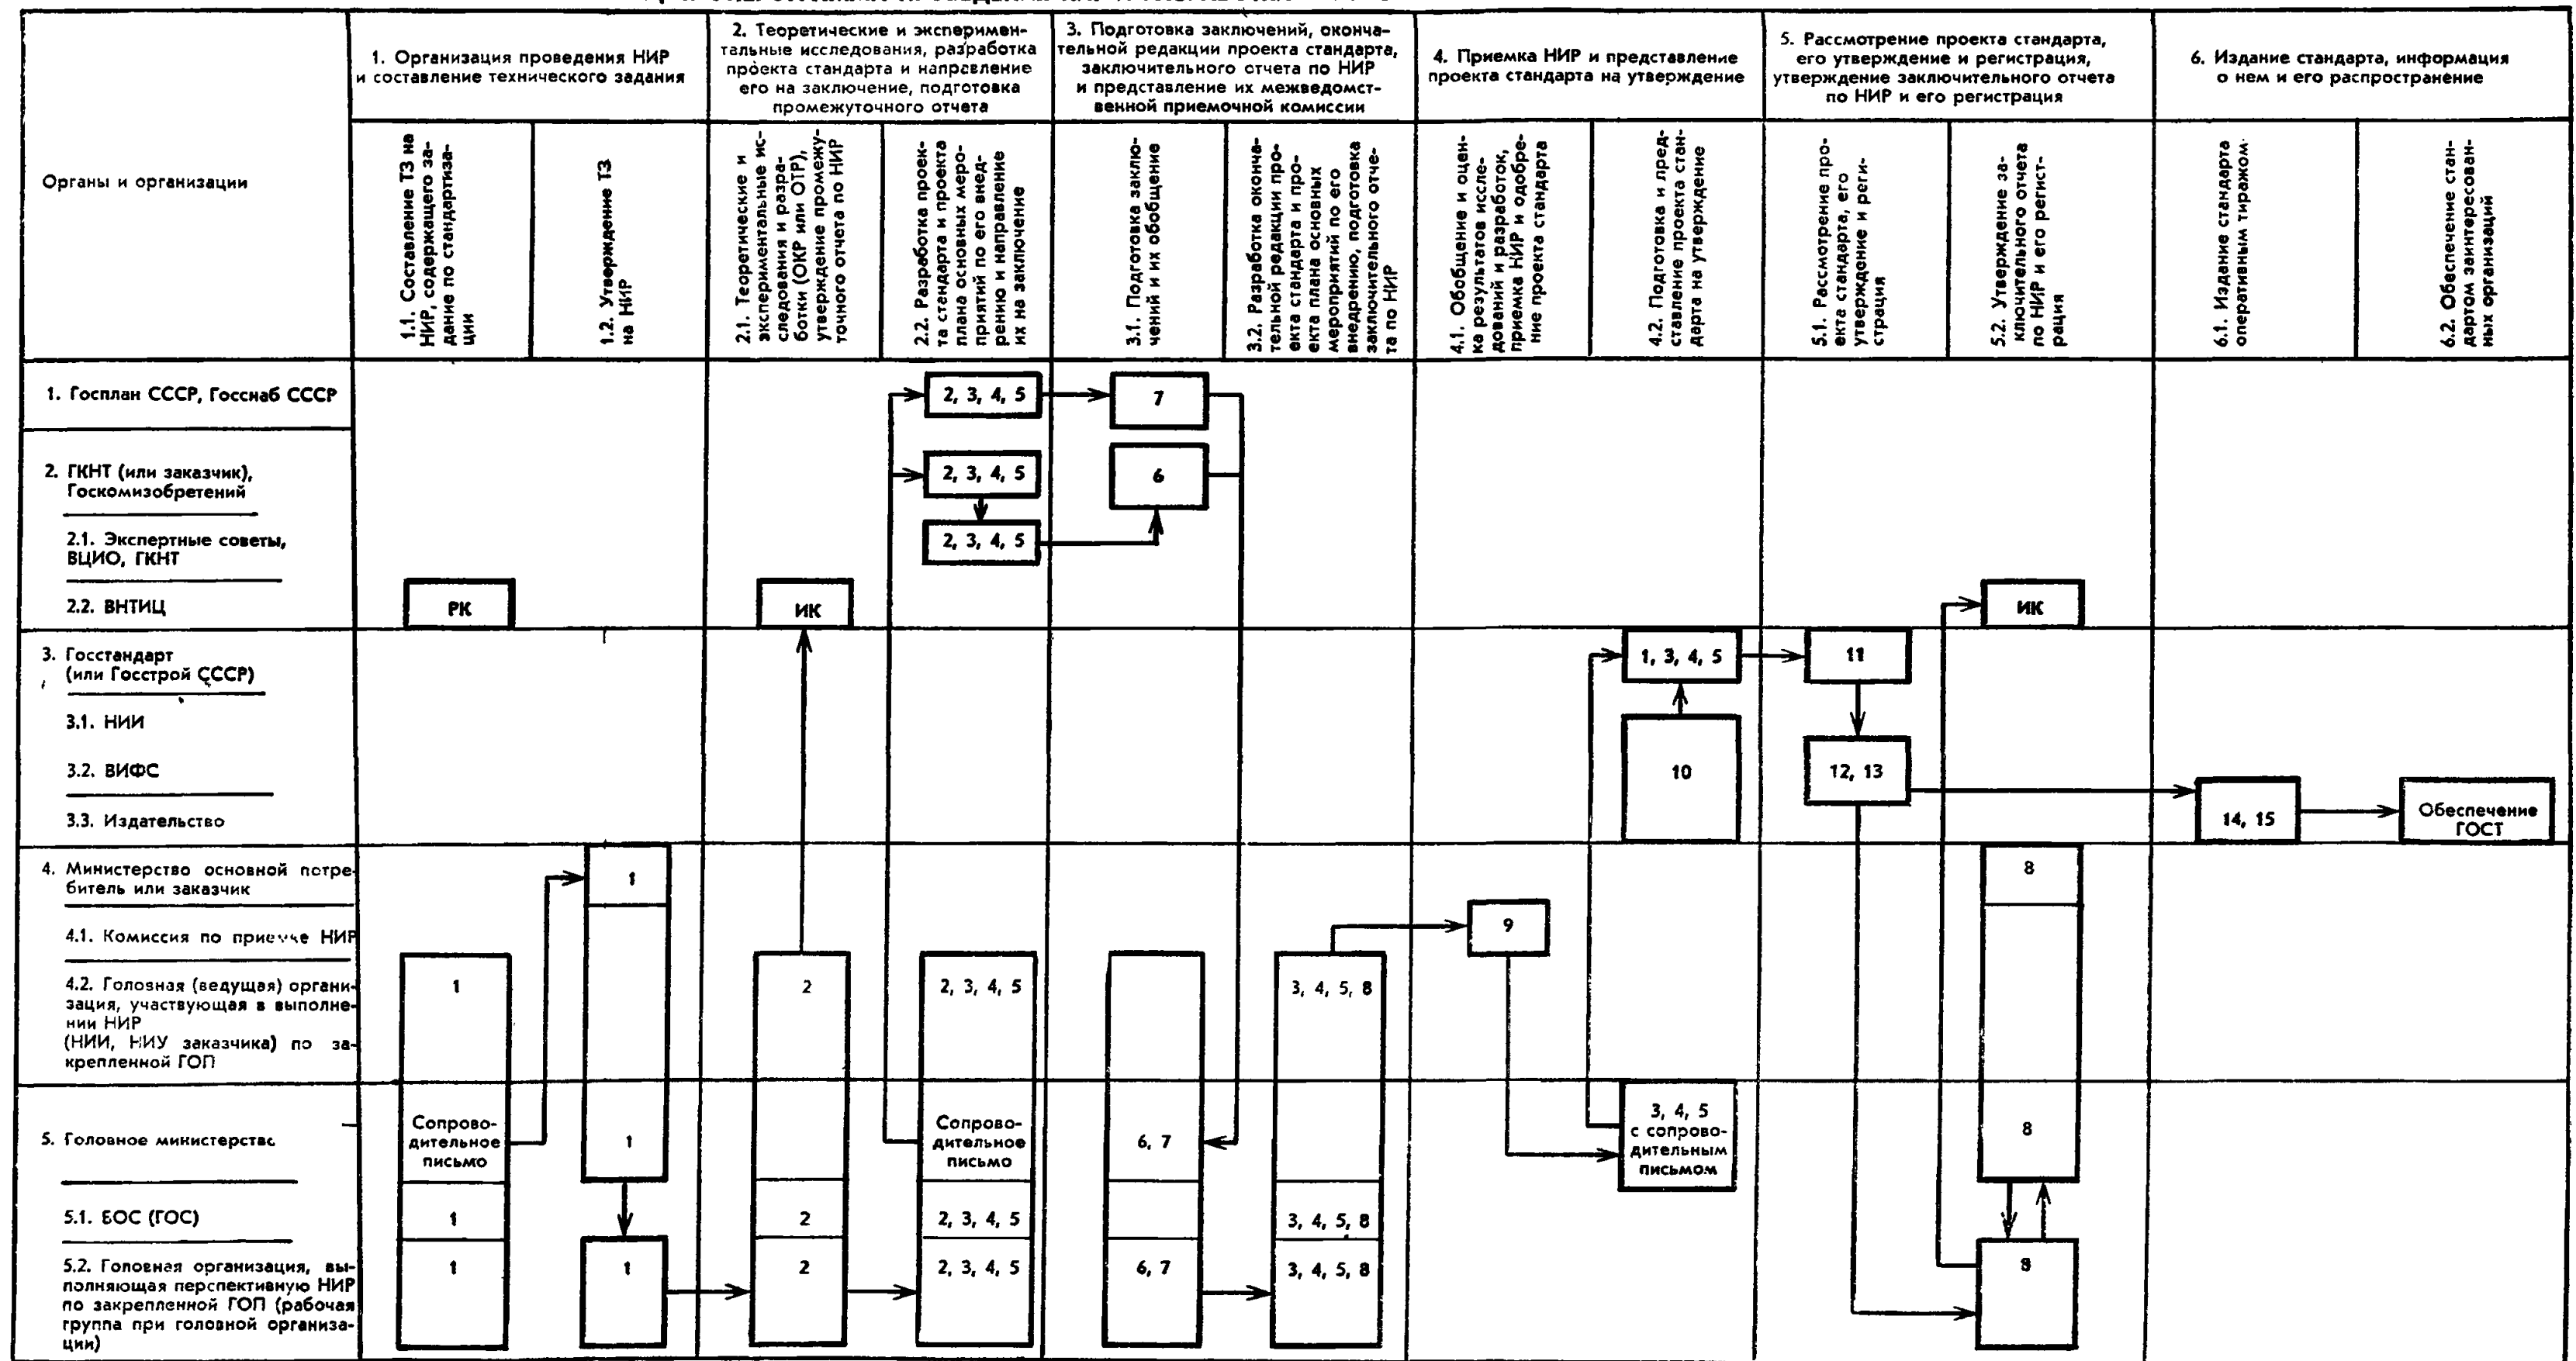 Органы и организации
1. Организация проведения НИР
и составление технического задания
2. Теоретические и эксперимен-
тальные исследования, разработка
проекта стандарта и направление
его на заключение, подготовка
промежуточного отчета
3. Подготовка заключений, оконча-
тельной редакции проекта стандарта,
заключительного отчета по НИР
и представление их межведомст-
венной приемочной комиссии
4. Приемка НИР и представление
проекта стандарта на утверждение
5. Рассмотрение проекта стандарта,
его утверждение и регистрация,
утверждение заключительного отчета
по НИР и его регистрация
6. Издание стандарта, информация
о нем и его распространение
1.1. Составление ТЗ на
НИР, содержащего за-
дание по стандартиза-
ции
1.2. Утверждение ТЗ
на НИР
2.1. Теоретические и
экспериментальные ис-
следования и разра-
ботки (ОКР или ОТР),
утверждение промежу-
точного отчета по НИР
2.2. Разработка проек-
та стандарта и проекта
плана основных меро-
приятий по его внед-
рению и направление
их на заключение
3.1. Подготовка заклю-
чений и их обобщение
3.2. Разработка оконча-
тельной редакции про-
екта стандарта и про-
екта плана основных
мероприятий по его
внедрению, подготовка
заключительного отче-
та по НИР
4.1. Обобщение и оцен-
ка результатов иссле-
дований и разработок,
приемка НИР и одобре-
ние проекта стандарта
4.2. Подготовка и пред-
ставление проекта стан-
дарта на утверждение
5.1. Рассмотрение про-
екта стандарта, его
утверждение и реги-
страция
5.2. Утверждение за-
ключительного отчета
по НИР и его регист-
рация
6.1. Издание стандарта
оперативным тиражом
6.2. Обеспечение стан-
дартом заинтересован-
ных организаций
1. Госплан СССР, Госснаб СССР
2, 3, 4, 5
7
2. ГКНТ (или заказчик),
Госкомизобретений
2, 3, 4, 5
6
2.1. Экспертные советы,
ВЦИО, ГКНТ
2, 3, 4, 5
2.2. ВНТИЦ
РК
ИК
ИК
3. Госстандарт
(или Госстрой СССР)
1, 3, 4, 5
11
3.1. НИИ
3.2. ВИФС
10
12, 13
3.3. Издательство
14, 15
Обеспечение
ГОСТ
4. Министерство основной потре-
битель или заказчик
1
8
4.1. Комиссия по приемке НИР
9
4.2. Головная (ведущая) органи-
зация, участвующая в выполне-
нии НИР
(НИИ, НИУ заказчика) по за-
крепленной ГОП
1
2
2, 3, 4, 5
3, 4, 5, 8
5. Головное министерство
Сопрово-
дительное
письмо
1
Сопрово-
дительное
письмо
6, 7
3, 4, 5
с сопрово-
дительным
письмом
8
5.1. БОС (ГОС)
1
2
2, 3, 4, 5
3, 4, 5, 8
5.2. Головная организация, вы-
полняющая перспективную НИР
по закрепленной ГОП (рабочая
группа при головной организа-
ции)
1
1
2
2, 3, 4, 5
6, 7
3, 4, 5, 8
8